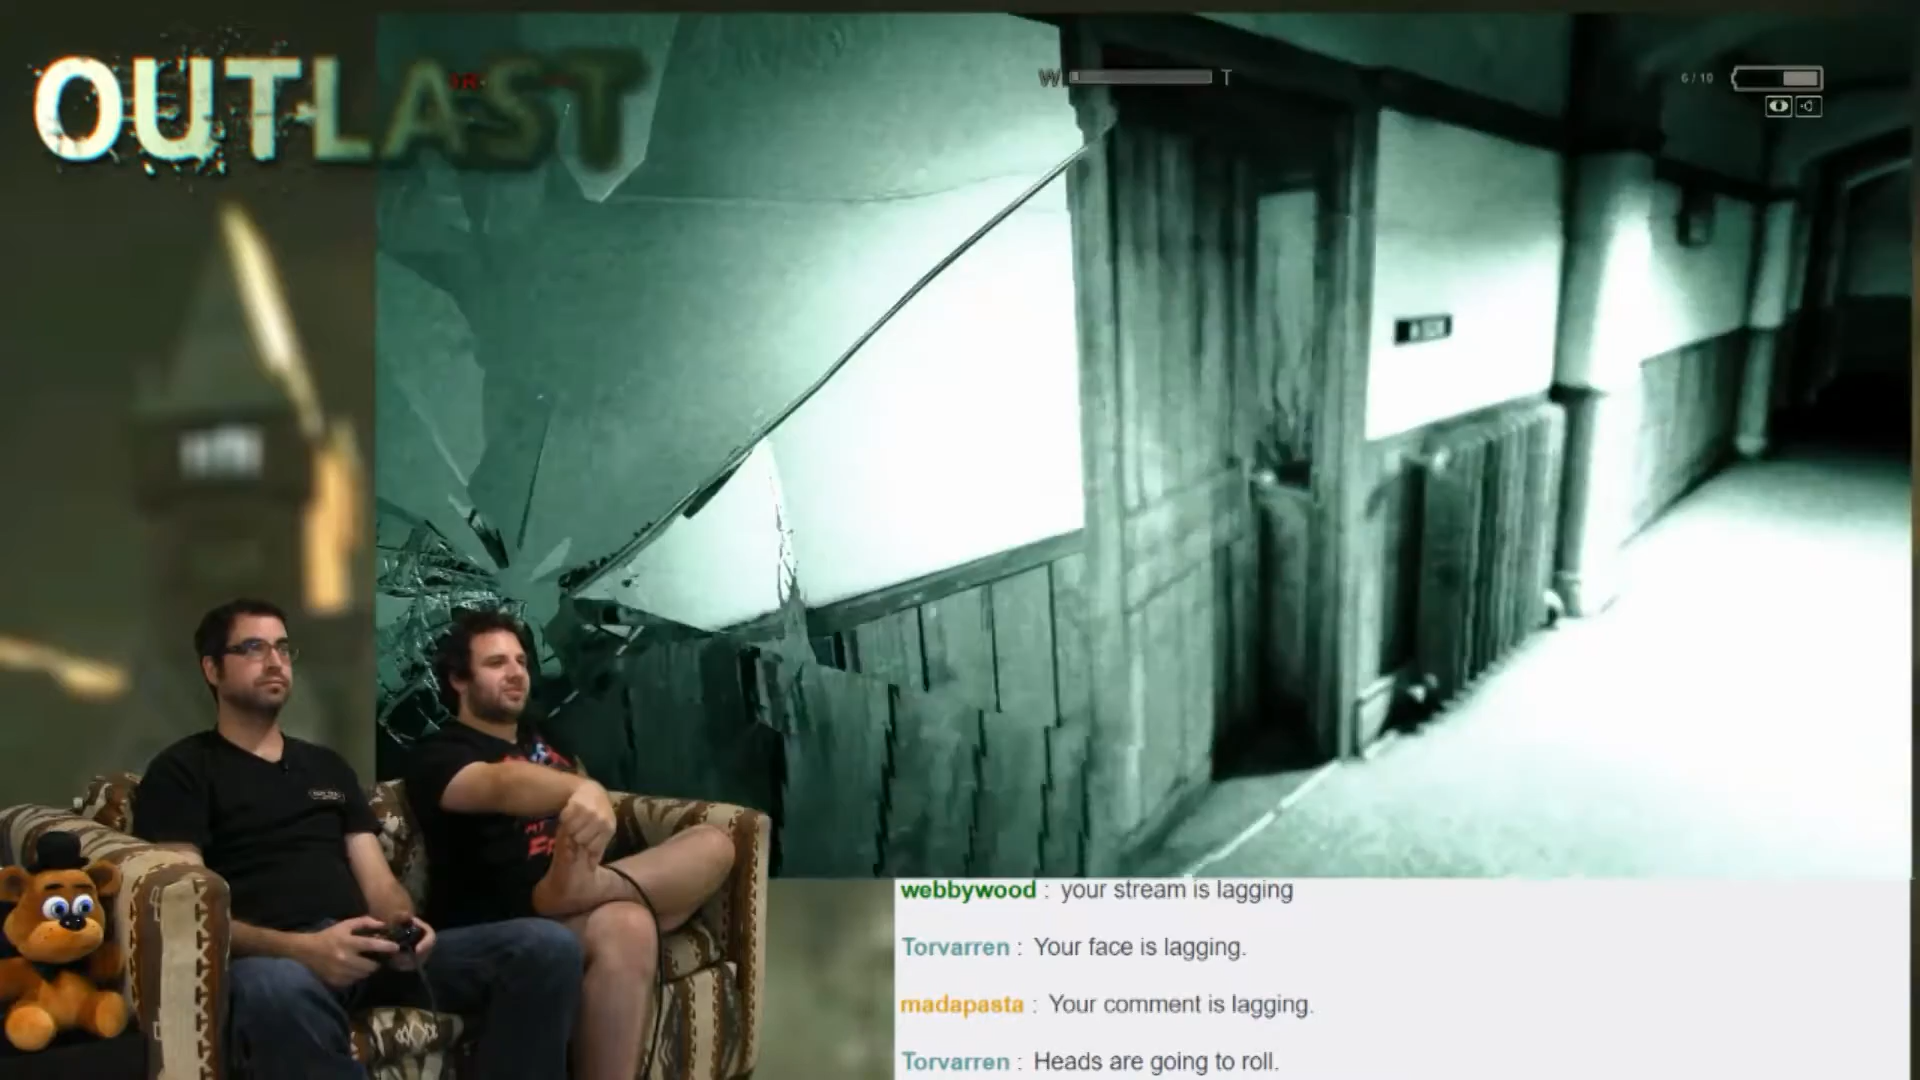 OUTLAST
W T
6/10
webbywood : your stream is lagging
Torvarren : Your face is lagging.
madapasta : Your comment is lagging.
Torvarren : Heads are going to roll.